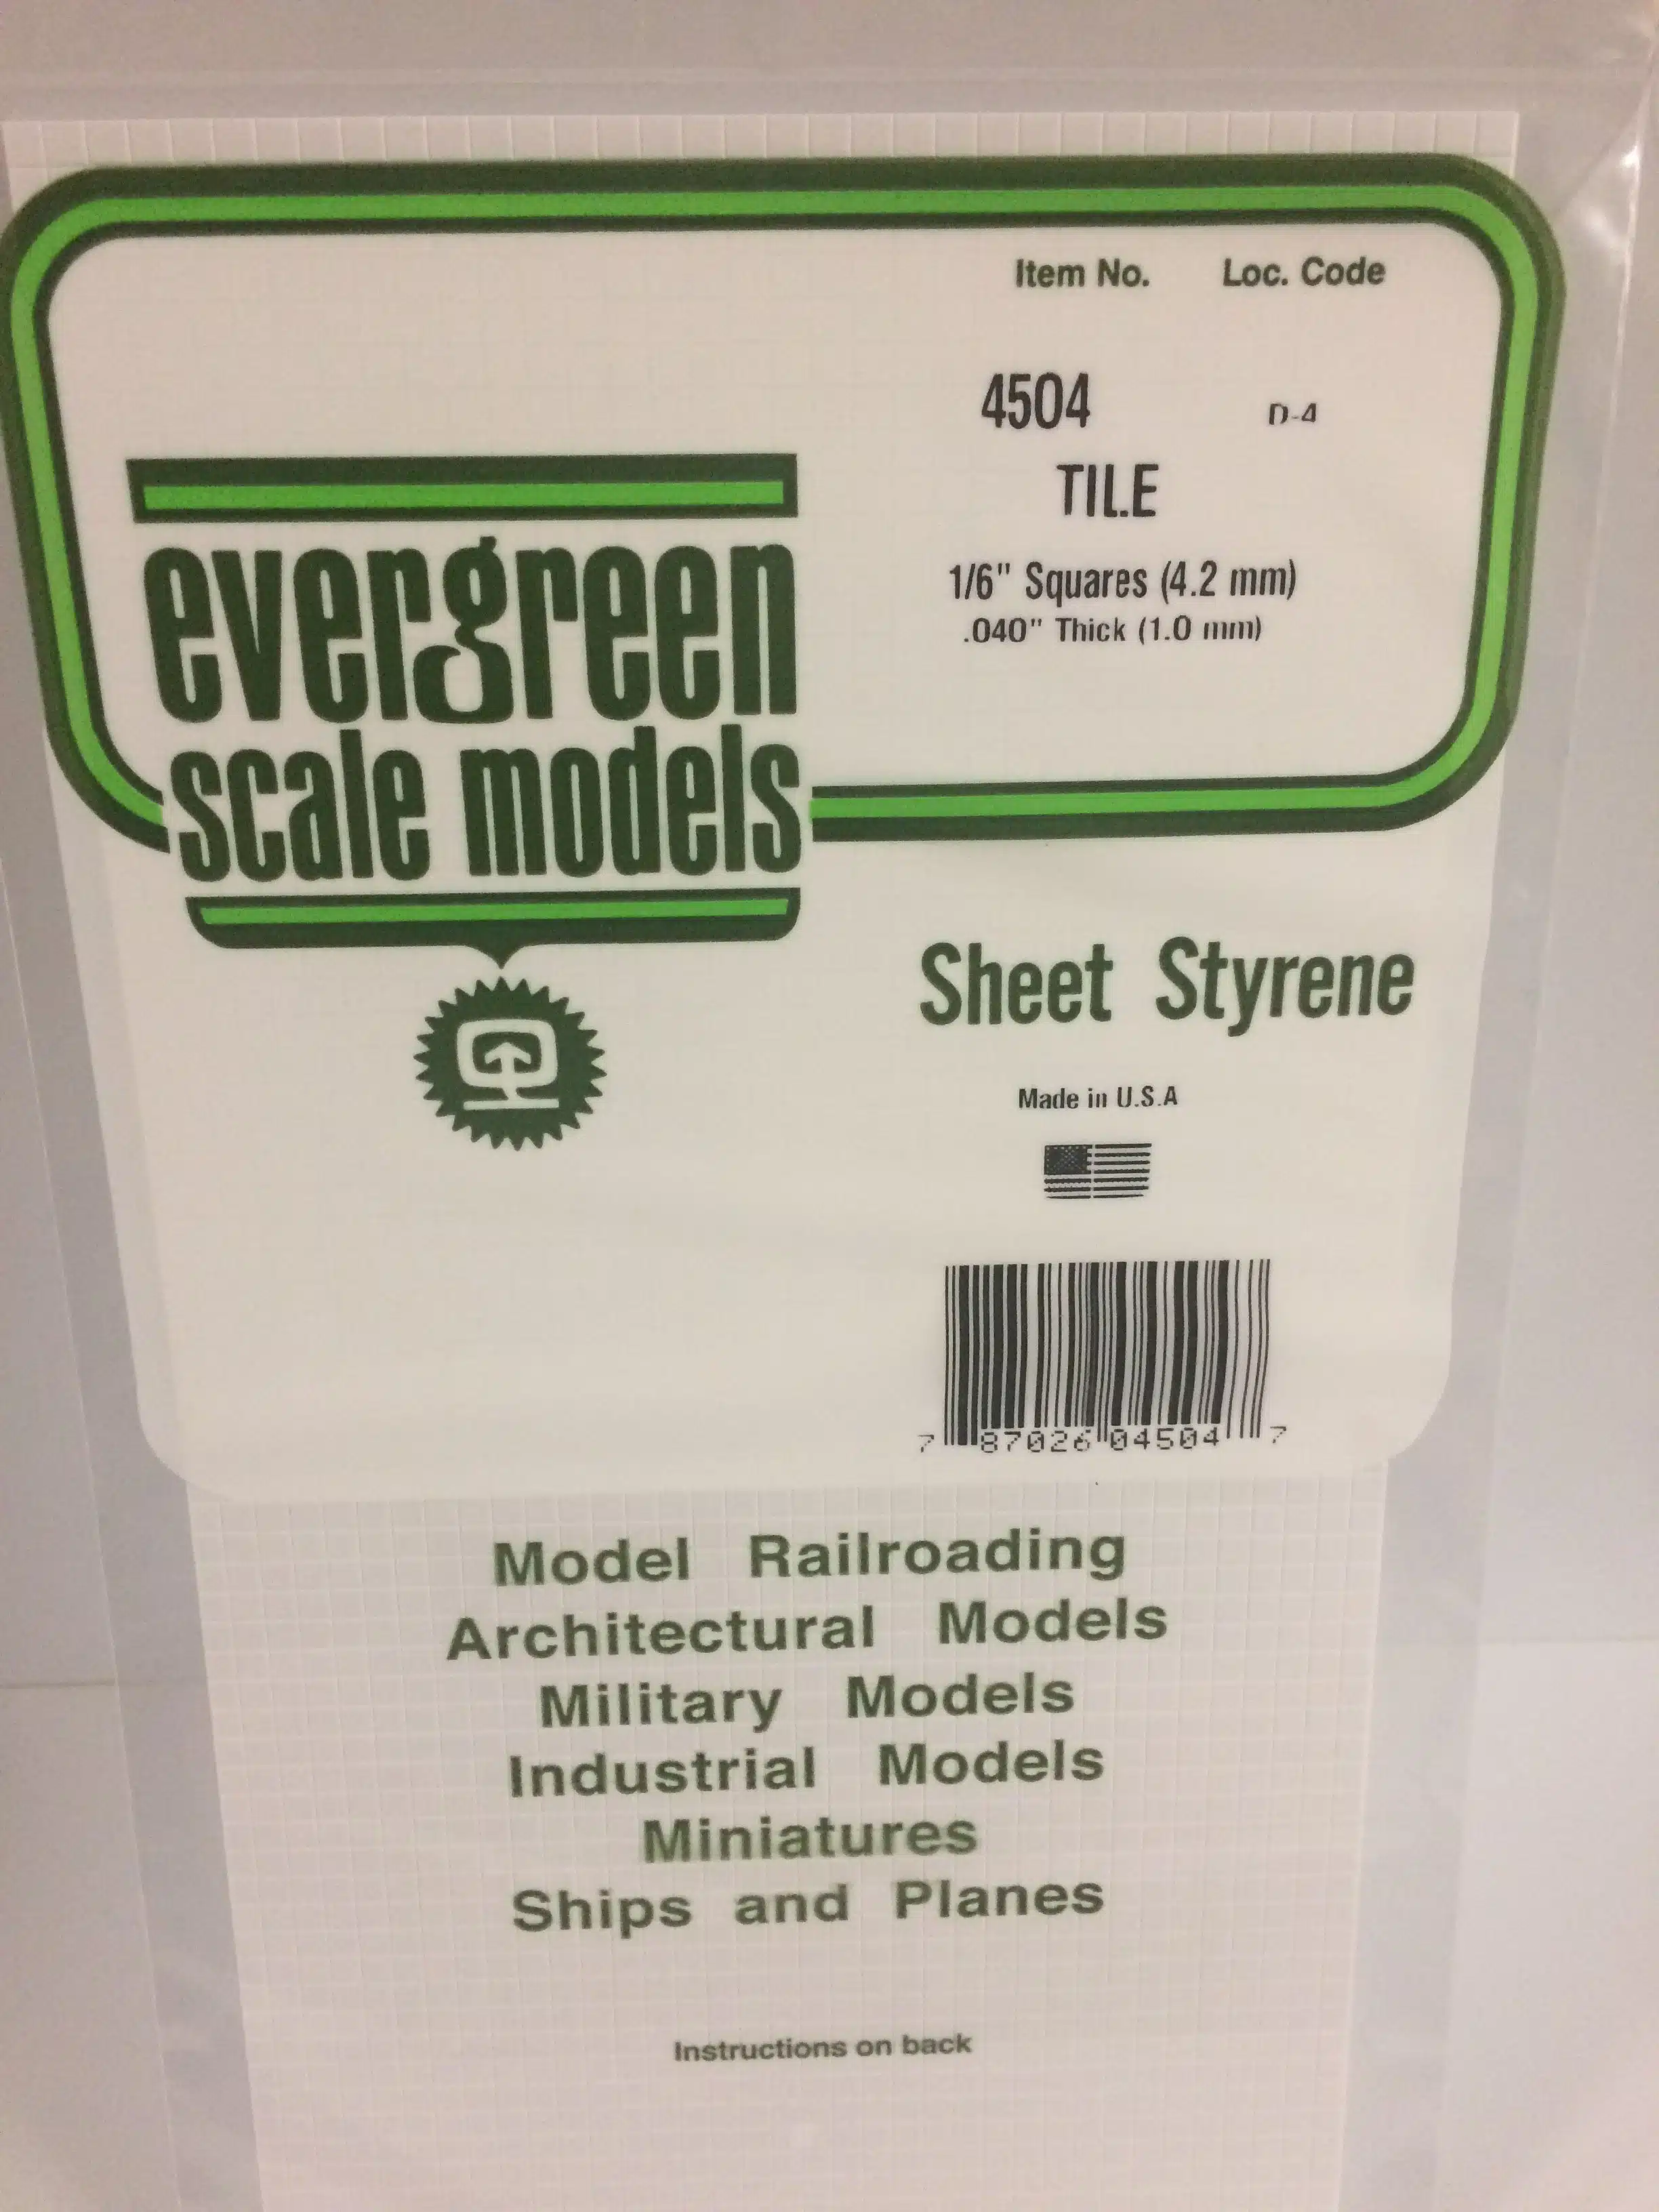 Item No. Loc. Code
4504 D-4
TILE
1/6" Squares (4.2 mm)
.040" Thick (1.0 mm)
evergreen
scale models
Sheet Styrene
Made in U.S.A
7 87026 04504 7
Model Railroading
Architectural Models
Military Models
Industrial Models
Miniatures
Ships and Planes
Instructions on back